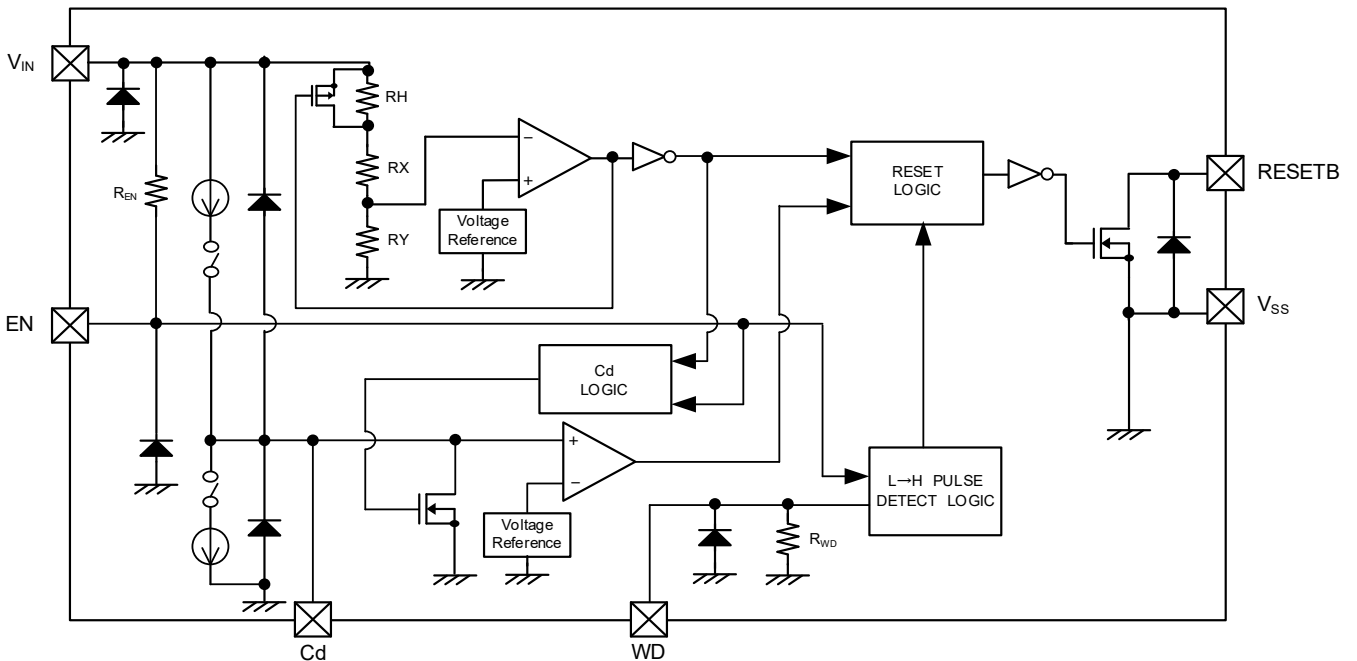 VIN
RH
RX
RY
REN
−
+
Voltage
Reference
RESET
LOGIC
RESETB
VSS
EN
Cd
LOGIC
+
−
Voltage
Reference
L→H PULSE
DETECT LOGIC
RWD
Cd
WD